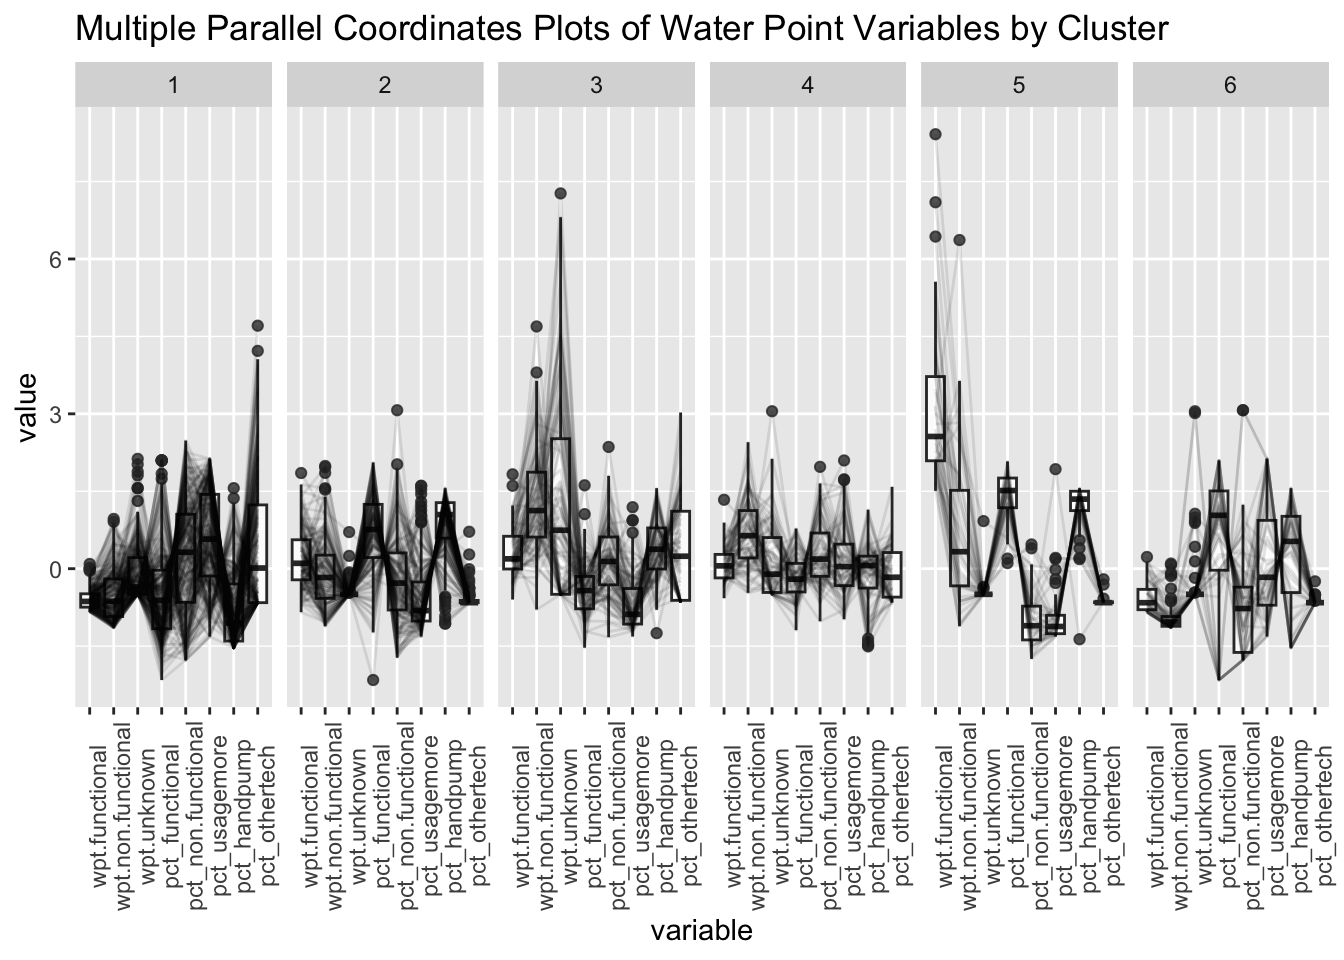 Multiple Parallel Coordinates Plots of Water Point Variables by Cluster
1 2 3 4 5 6
value
6
3
0
wpt.functional
wpt.non.functional
wpt.unknown
pct_functional
pct_non.functional
pct_usagemore
pct_handpump
pct_othertech
wpt.functional
wpt.non.functional
wpt.unknown
pct_functional
pct_non.functional
pct_usagemore
pct_handpump
pct_othertech
wpt.functional
wpt.non.functional
wpt.unknown
pct_functional
pct_non.functional
pct_usagemore
pct_handpump
pct_othertech
wpt.functional
wpt.non.functional
wpt.unknown
pct_functional
pct_non.functional
pct_usagemore
pct_handpump
pct_othertech
wpt.functional
wpt.non.functional
wpt.unknown
pct_functional
pct_non.functional
pct_usagemore
pct_handpump
pct_othertech
wpt.functional
wpt.non.functional
wpt.unknown
pct_functional
pct_non.functional
pct_usagemore
pct_handpump
pct_othertech
variable